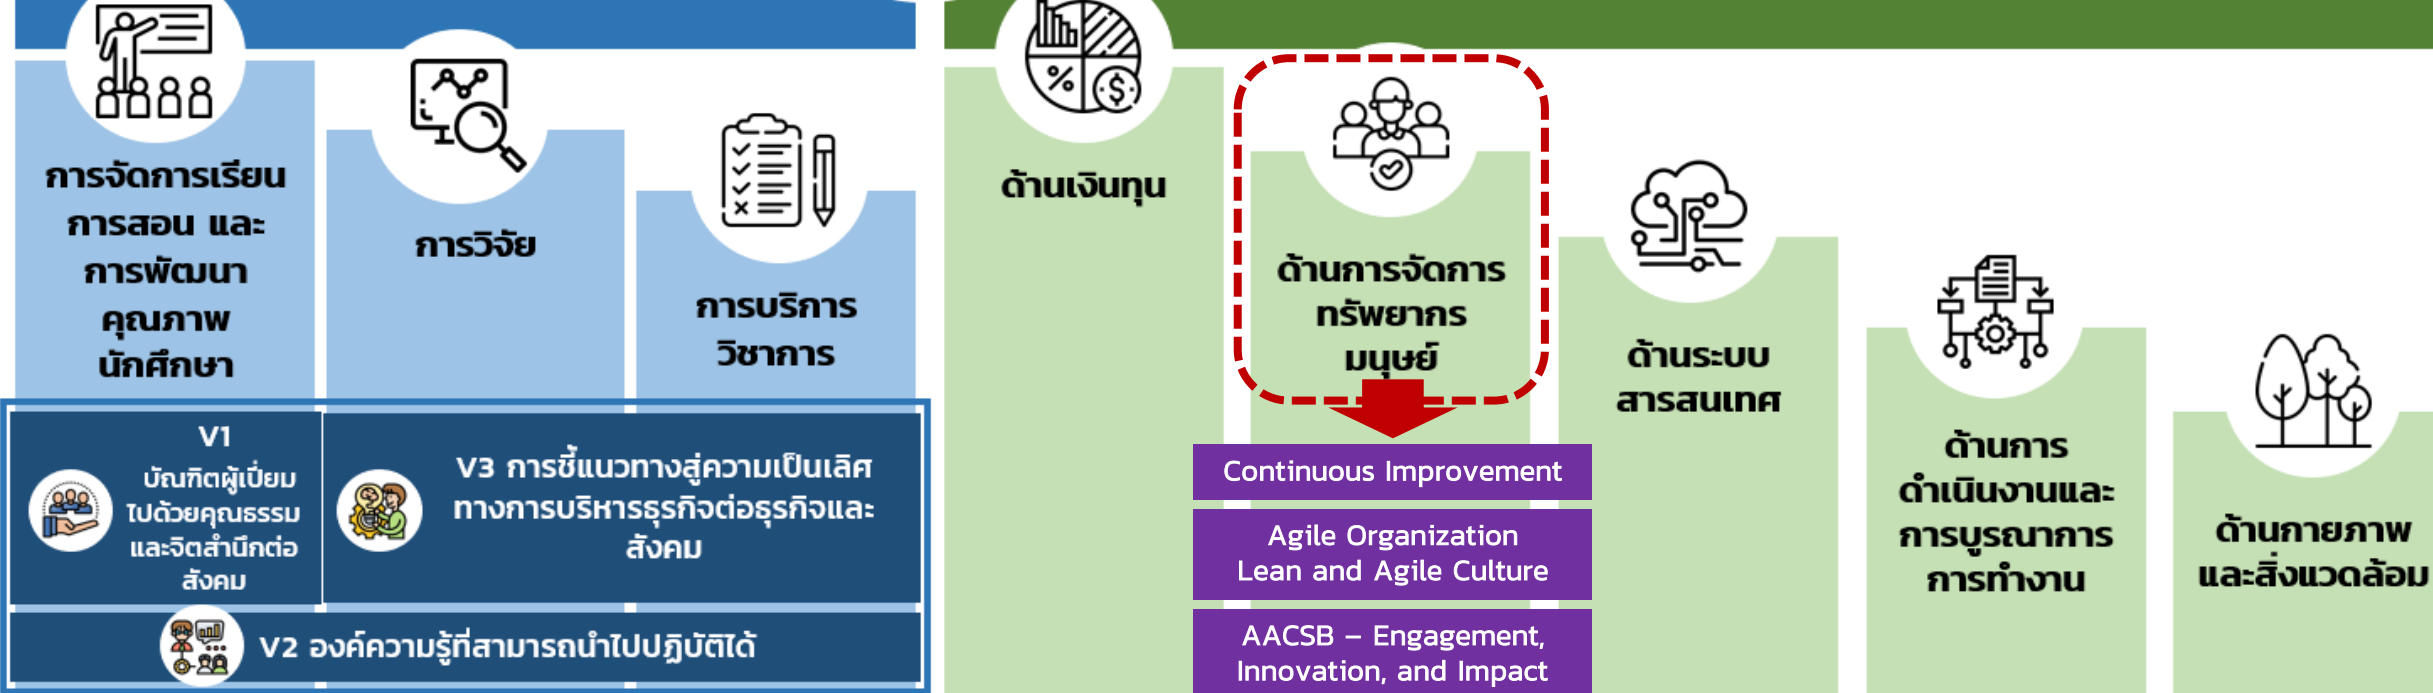 การจัดการเรียน
การสอน และ
การพัฒนา
คุณภาพ
นักศึกษา
การวิจัย
การบริการ
วิชาการ
V1
บัณฑิตผู้เปี่ยม
ไปด้วยคุณธรรม
และจิตสำนึกต่อ
สังคม
V3 การชี้แนวทางสู่ความเป็นเลิศ
ทางการบริหารธุรกิจต่อธุรกิจและ
สังคม
V2 องค์ความรู้ที่สามารถนำไปปฏิบัติได้
ด้านเงินทุน
ด้านการจัดการ
ทรัพยากร
มนุษย์
Continuous Improvement
Agile Organization
Lean and Agile Culture
AACSB – Engagement,
Innovation, and Impact
ด้านระบบ
สารสนเทศ
ด้านการ
ดำเนินงานและ
การบูรณาการ
การทำงาน
ด้านกายภาพ
และสิ่งแวดล้อม